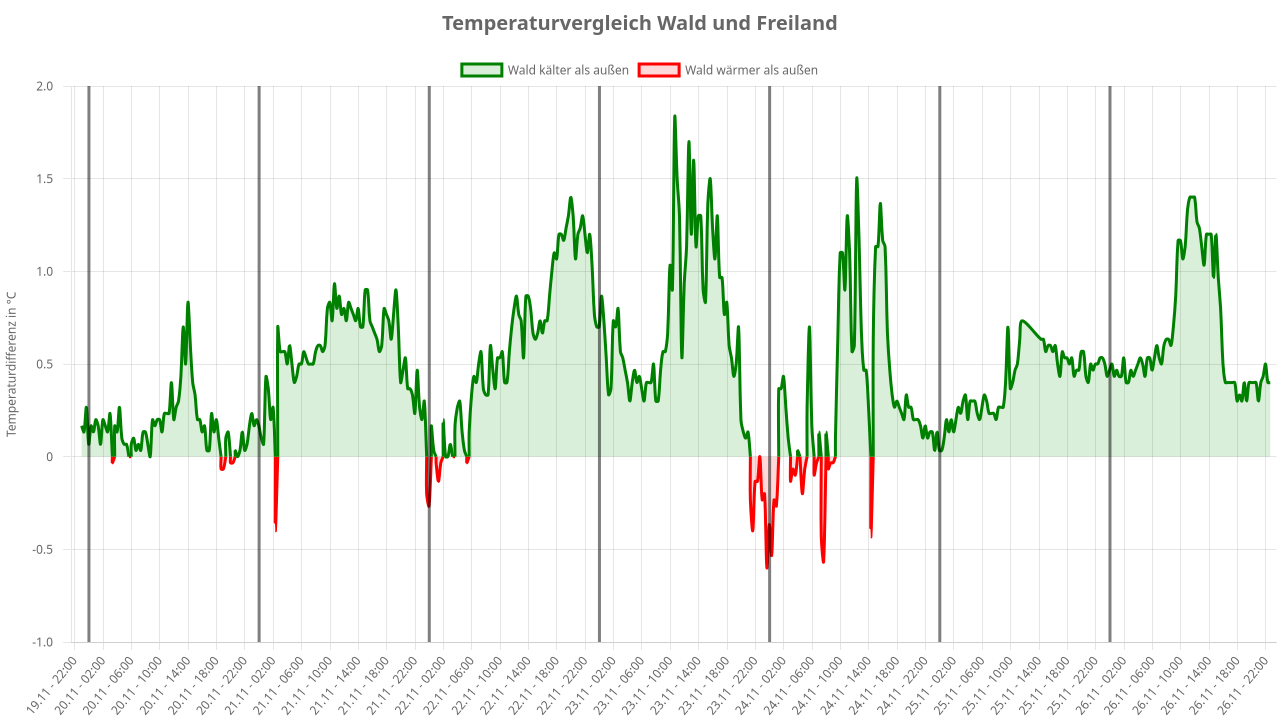 Temperaturvergleich Wald und Freiland
Wald kälter als außen
Wald wärmer als außen
Temperaturdifferenz in °C
2.0
1.5
1.0
0.5
0
-0.5
-1.0
19.11 - 22:00
20.11 - 02:00
20.11 - 06:00
20.11 - 10:00
20.11 - 14:00
20.11 - 18:00
20.11 - 22:00
21.11 - 02:00
21.11 - 06:00
21.11 - 10:00
21.11 - 14:00
21.11 - 18:00
21.11 - 22:00
22.11 - 02:00
22.11 - 06:00
22.11 - 10:00
22.11 - 14:00
22.11 - 18:00
22.11 - 22:00
23.11 - 02:00
23.11 - 06:00
23.11 - 10:00
23.11 - 14:00
23.11 - 18:00
23.11 - 22:00
24.11 - 02:00
24.11 - 06:00
24.11 - 10:00
24.11 - 14:00
24.11 - 18:00
24.11 - 22:00
25.11 - 02:00
25.11 - 06:00
25.11 - 10:00
25.11 - 14:00
25.11 - 18:00
25.11 - 22:00
26.11 - 02:00
26.11 - 06:00
26.11 - 10:00
26.11 - 14:00
26.11 - 18:00
26.11 - 22:00